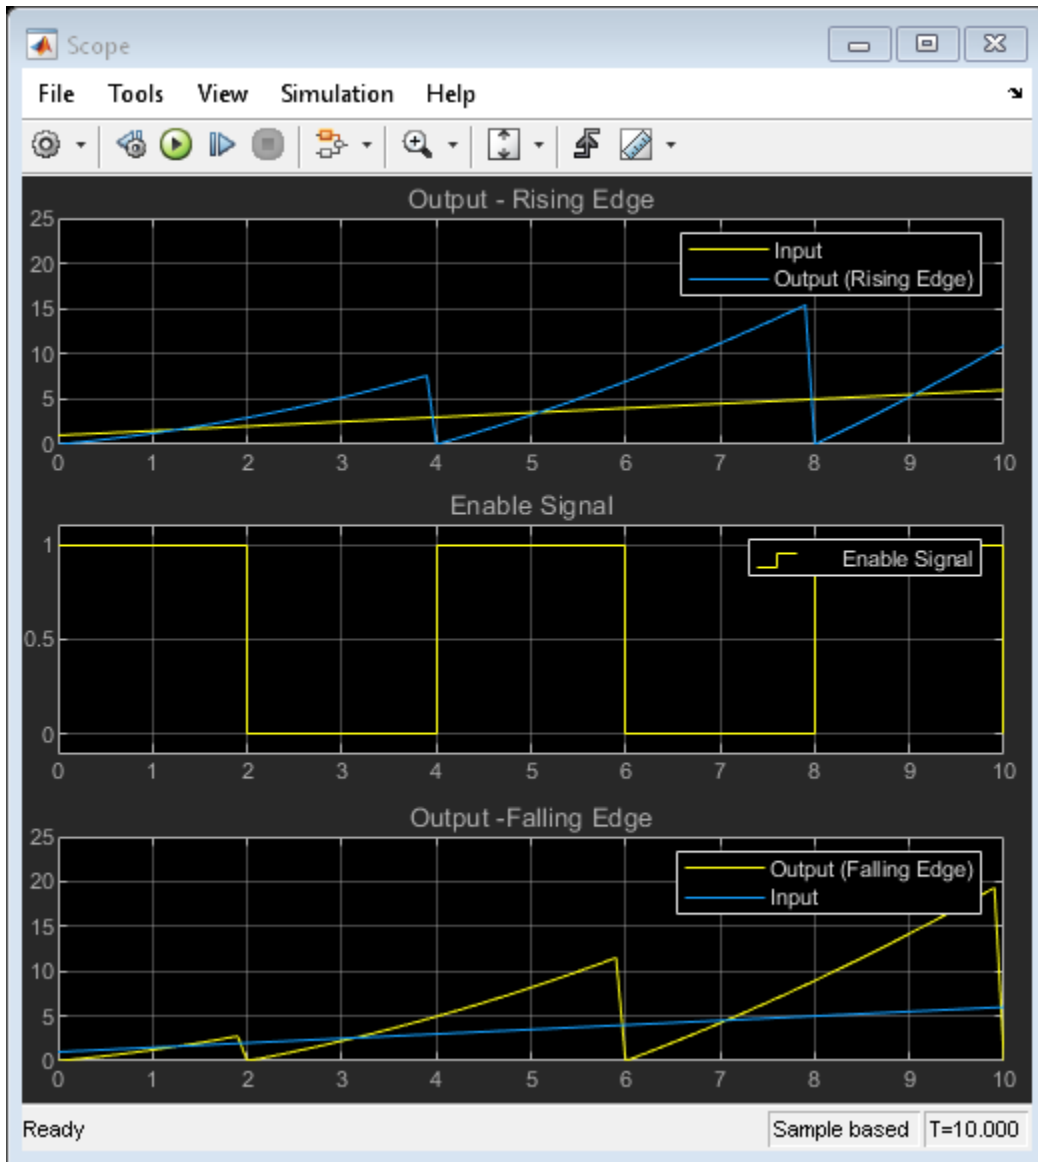 Scope
File Tools View Simulation Help
Output - Rising Edge
25
20
15
10
5
0
Input
Output (Rising Edge)
0 1 2 3 4 5 6 7 8 9 10
Enable Signal
1
0.5
0
Enable Signal
0 1 2 3 4 5 6 7 8 9 10
Output -Falling Edge
25
20
15
10
5
0
Output (Falling Edge)
Input
0 1 2 3 4 5 6 7 8 9 10
Ready Sample based T=10.000